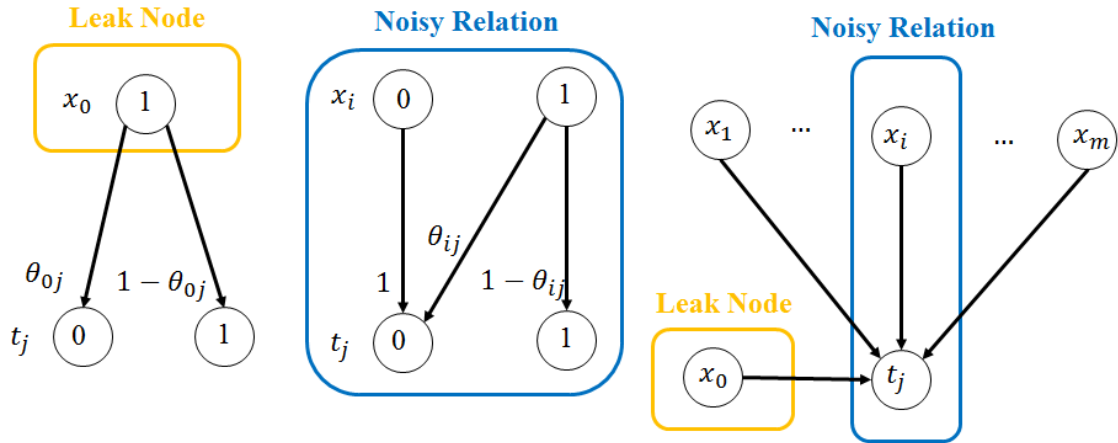 Leak Node
x₀ 1
θ₀ⱼ 1 − θ₀ⱼ
tⱼ 0 1
Noisy Relation
xᵢ 0 1
1 θᵢⱼ 1 − θᵢⱼ
tⱼ 0 1
Noisy Relation
x₁ ... xᵢ ... xₘ
Leak Node
x₀ tⱼ